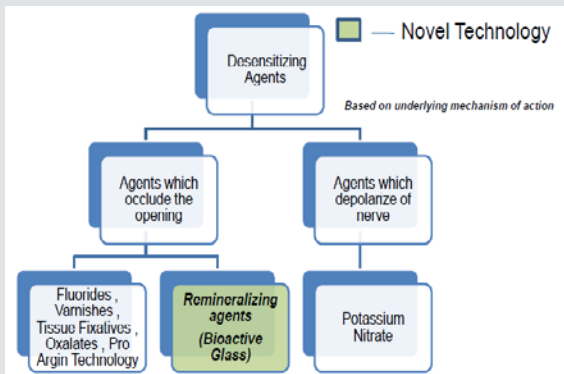 — Novel Technology
Desensitizing
Agents
Based on underlying mechanism of action
Agents which
occlude the
opening
Agents which
depolarize of
nerve
Fluorides ,
Varnishes ,
Tissue Fixatives ,
Oxalates , Pro
Argin Technology
Remineralizing
agents
(Bioactive
Glass)
Potassium
Nitrate